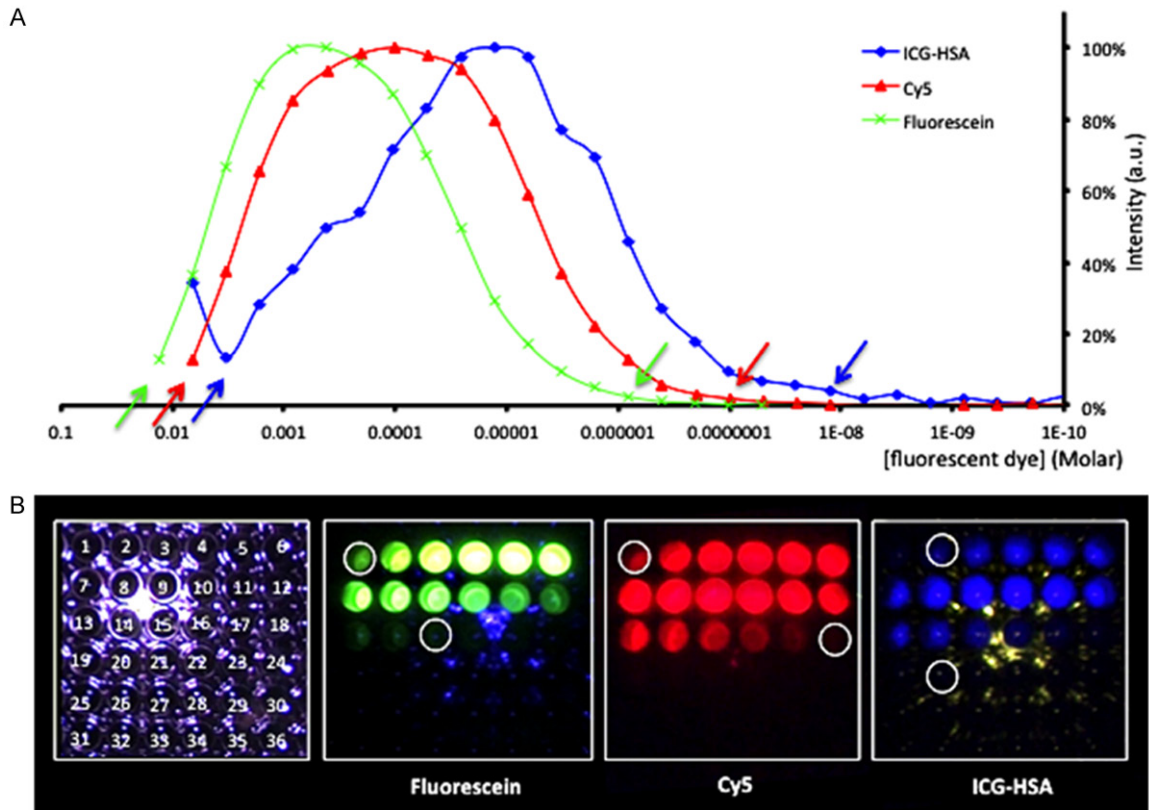 A
100%
80%
60%
40%
20%
0%
Intensity (a.u.)
ICG-HSA
Cy5
Fluorescein
0.1 0.01 0.001 0.0001 0.00001 0.000001 0.0000001 1E-08 1E-09 1E-10
[fluorescent dye] (Molar)
B
1 2 3 4 5 6
7 8 9 10 11 12
13 14 15 16 17 18
19 20 21 22 23 24
25 26 27 28 29 30
31 32 33 34 35 36
Fluorescein
Cy5
ICG-HSA